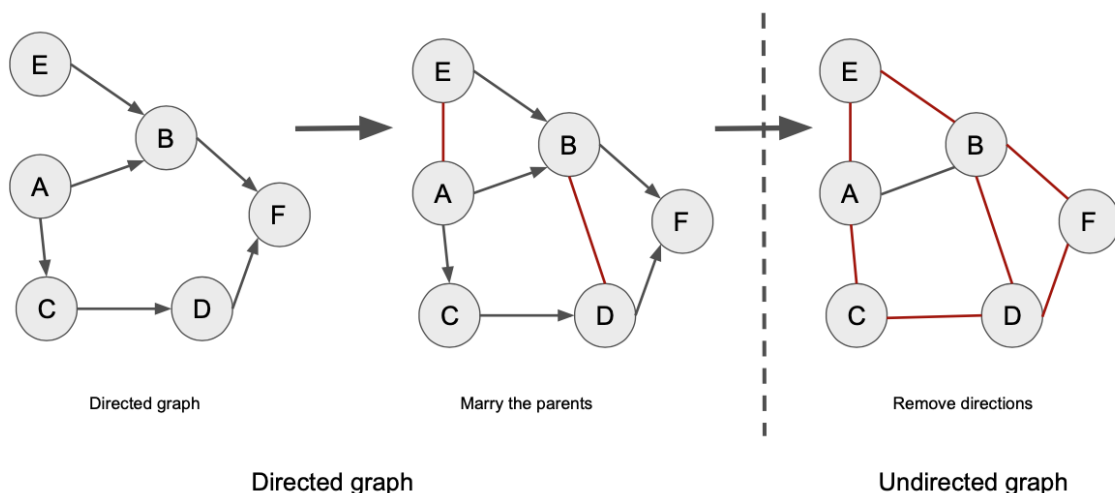 E
B
A
F
C
D
Directed graph
E
B
A
F
C
D
Marry the parents
E
B
A
F
C
D
Remove directions
Directed graph
Undirected graph